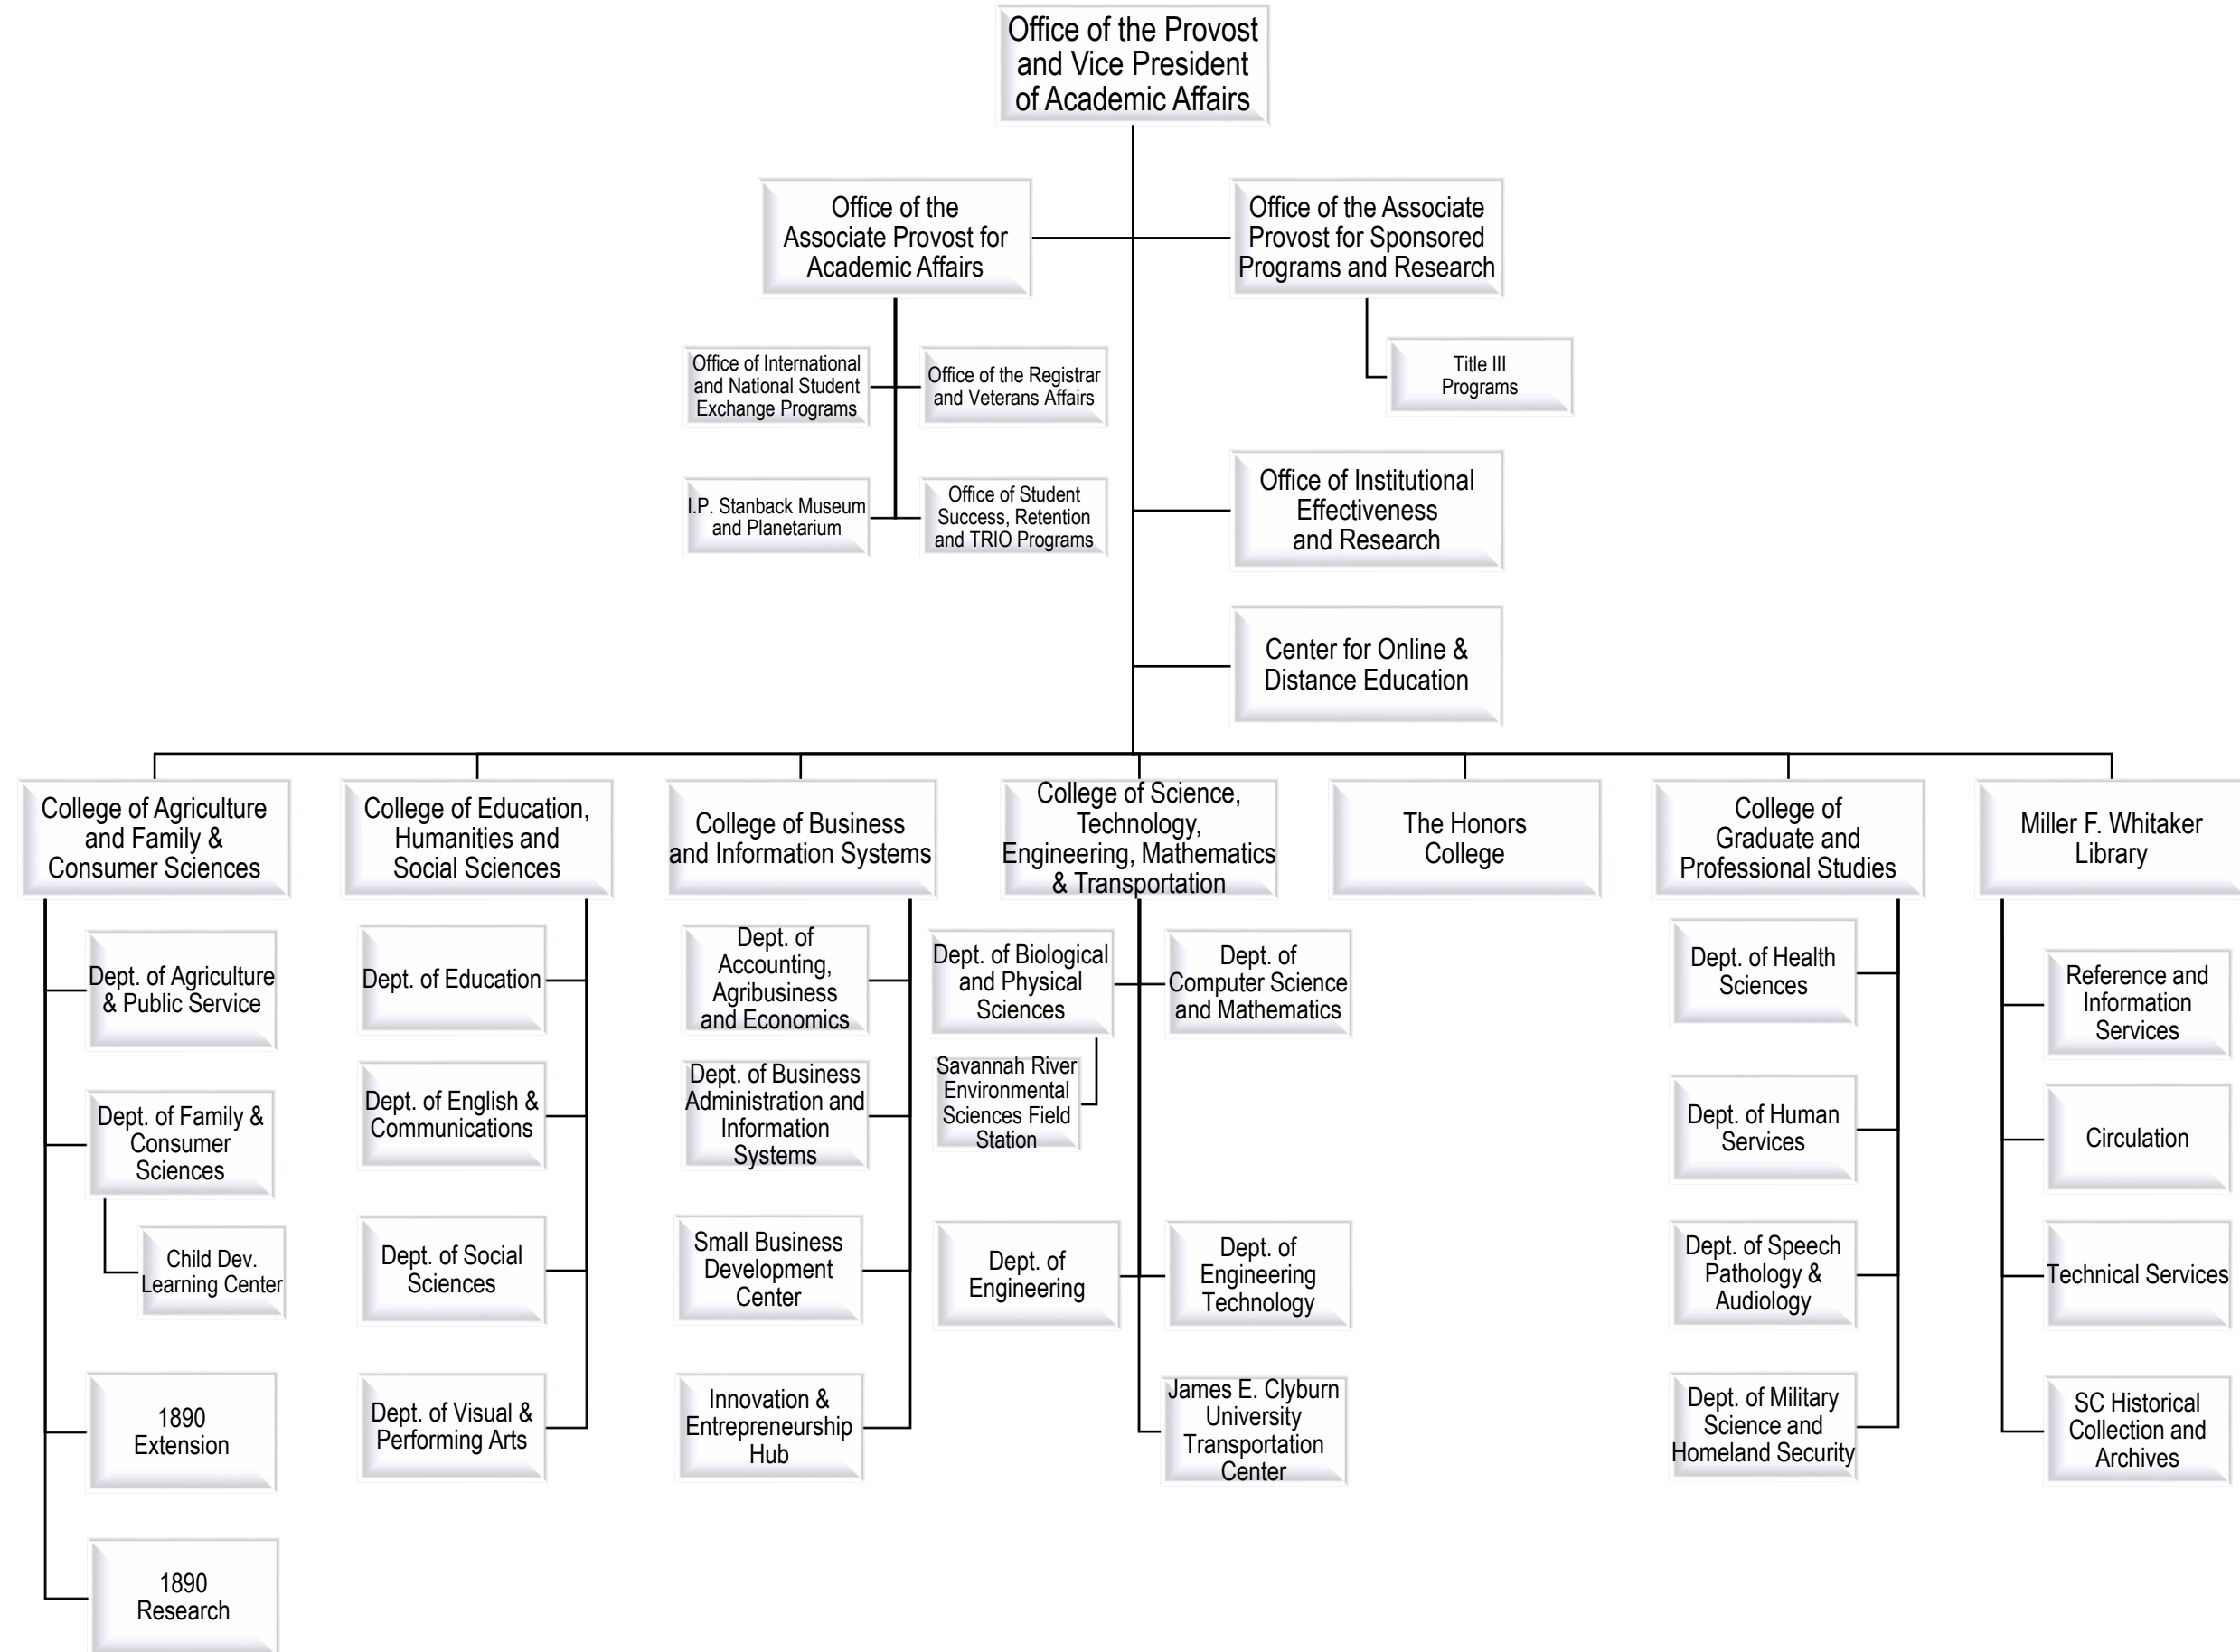 Office of the Provost
and Vice President
of Academic Affairs
Office of the
Associate Provost for
Academic Affairs
Office of the Associate
Provost for Sponsored
Programs and Research
Office of International
and National Student
Exchange Programs
Office of the Registrar
and Veterans Affairs
Title III
Programs
I.P. Stanback Museum
and Planetarium
Office of Student
Success, Retention
and TRIO Programs
Office of Institutional
Effectiveness
and Research
Center for Online &
Distance Education
College of Agriculture
and Family &
Consumer Sciences
College of Education,
Humanities and
Social Sciences
College of Business
and Information Systems
College of Science,
Technology,
Engineering, Mathematics
& Transportation
The Honors
College
College of
Graduate and
Professional Studies
Miller F. Whitaker
Library
Dept. of Agriculture
& Public Service
Dept. of Family &
Consumer
Sciences
Child Dev.
Learning Center
1890
Extension
1890
Research
Dept. of Education
Dept. of English &
Communications
Dept. of Social
Sciences
Dept. of Visual &
Performing Arts
Dept. of
Accounting,
Agribusiness
and Economics
Dept. of Business
Administration and
Information
Systems
Small Business
Development
Center
Innovation &
Entrepreneurship
Hub
Dept. of Biological
and Physical
Sciences
Savannah River
Environmental
Sciences Field
Station
Dept. of
Computer Science
and Mathematics
Dept. of
Engineering
Dept. of
Engineering
Technology
James E. Clyburn
University
Transportation
Center
Dept. of Health
Sciences
Dept. of Human
Services
Dept. of Speech
Pathology &
Audiology
Dept. of Military
Science and
Homeland Security
Reference and
Information
Services
Circulation
Technical Services
SC Historical
Collection and
Archives